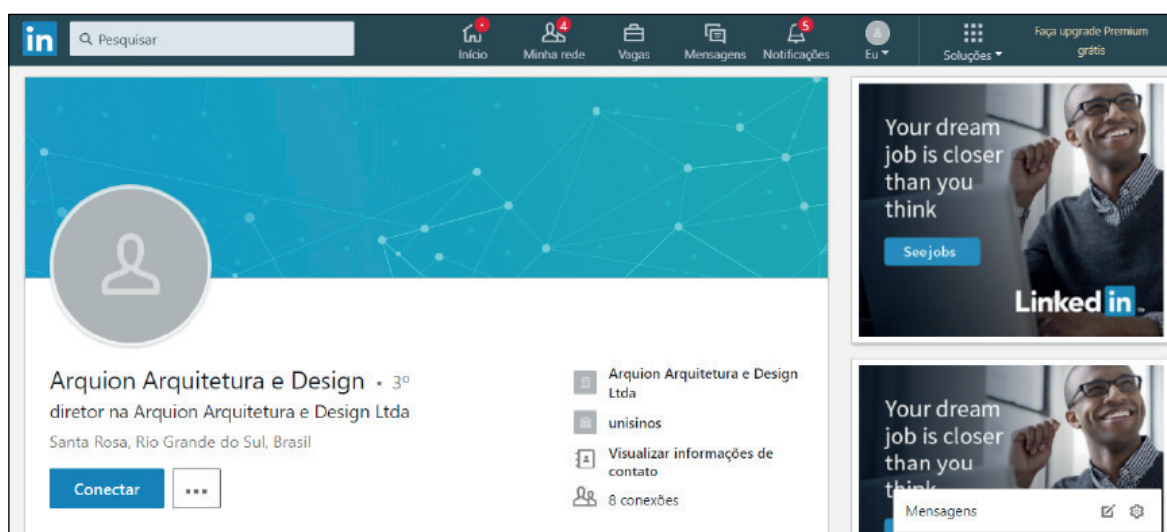 in Pesquisar
4 5
Início Minha rede Vagas Mensagens Notificações Eu Soluções Faça upgrade Premium
grátis
Your dream
job is closer
than you
think
See jobs
Linked in
Arquion Arquitetura e Design • 3º
diretor na Arquion Arquitetura e Design Ltda
Santa Rosa, Rio Grande do Sul, Brasil
Conectar ...
Arquion Arquitetura e Design
Ltda
unisinos
Visualizar informações de
contato
8 conexões
Your dream
job is closer
than you
think
Mensagens